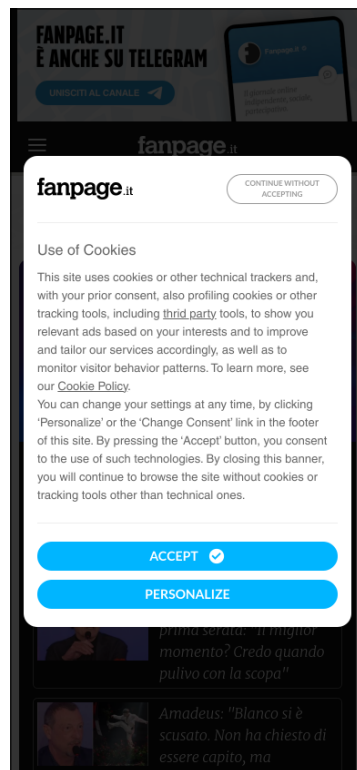 FANPAGE.IT
È ANCHE SU TELEGRAM
UNISCITI AL CANALE
Fanpage.it
Il giornale online
indipendente, sociale,
partecipativo
fanpage.it
fanpage.it
CONTINUE WITHOUT
ACCEPTING
Use of Cookies
This site uses cookies or other technical trackers and,
with your prior consent, also profiling cookies or other
tracking tools, including thrid party tools, to show you
relevant ads based on your interests and to improve
and tailor our services accordingly, as well as to
monitor visitor behavior patterns. To learn more, see
our Cookie Policy.
You can change your settings at any time, by clicking
'Personalize' or the 'Change Consent' link in the footer
of this site. By pressing the 'Accept' button, you consent
to the use of such technologies. By closing this banner,
you will continue to browse the site without cookies or
tracking tools other than technical ones.
ACCEPT
PERSONALIZE
prima serata: "Il miglior
momento? Credo quando
pulivo con la scopa"
Amadeus: "Blanco si è
scusato. Non ha chiesto di
essere capito, ma